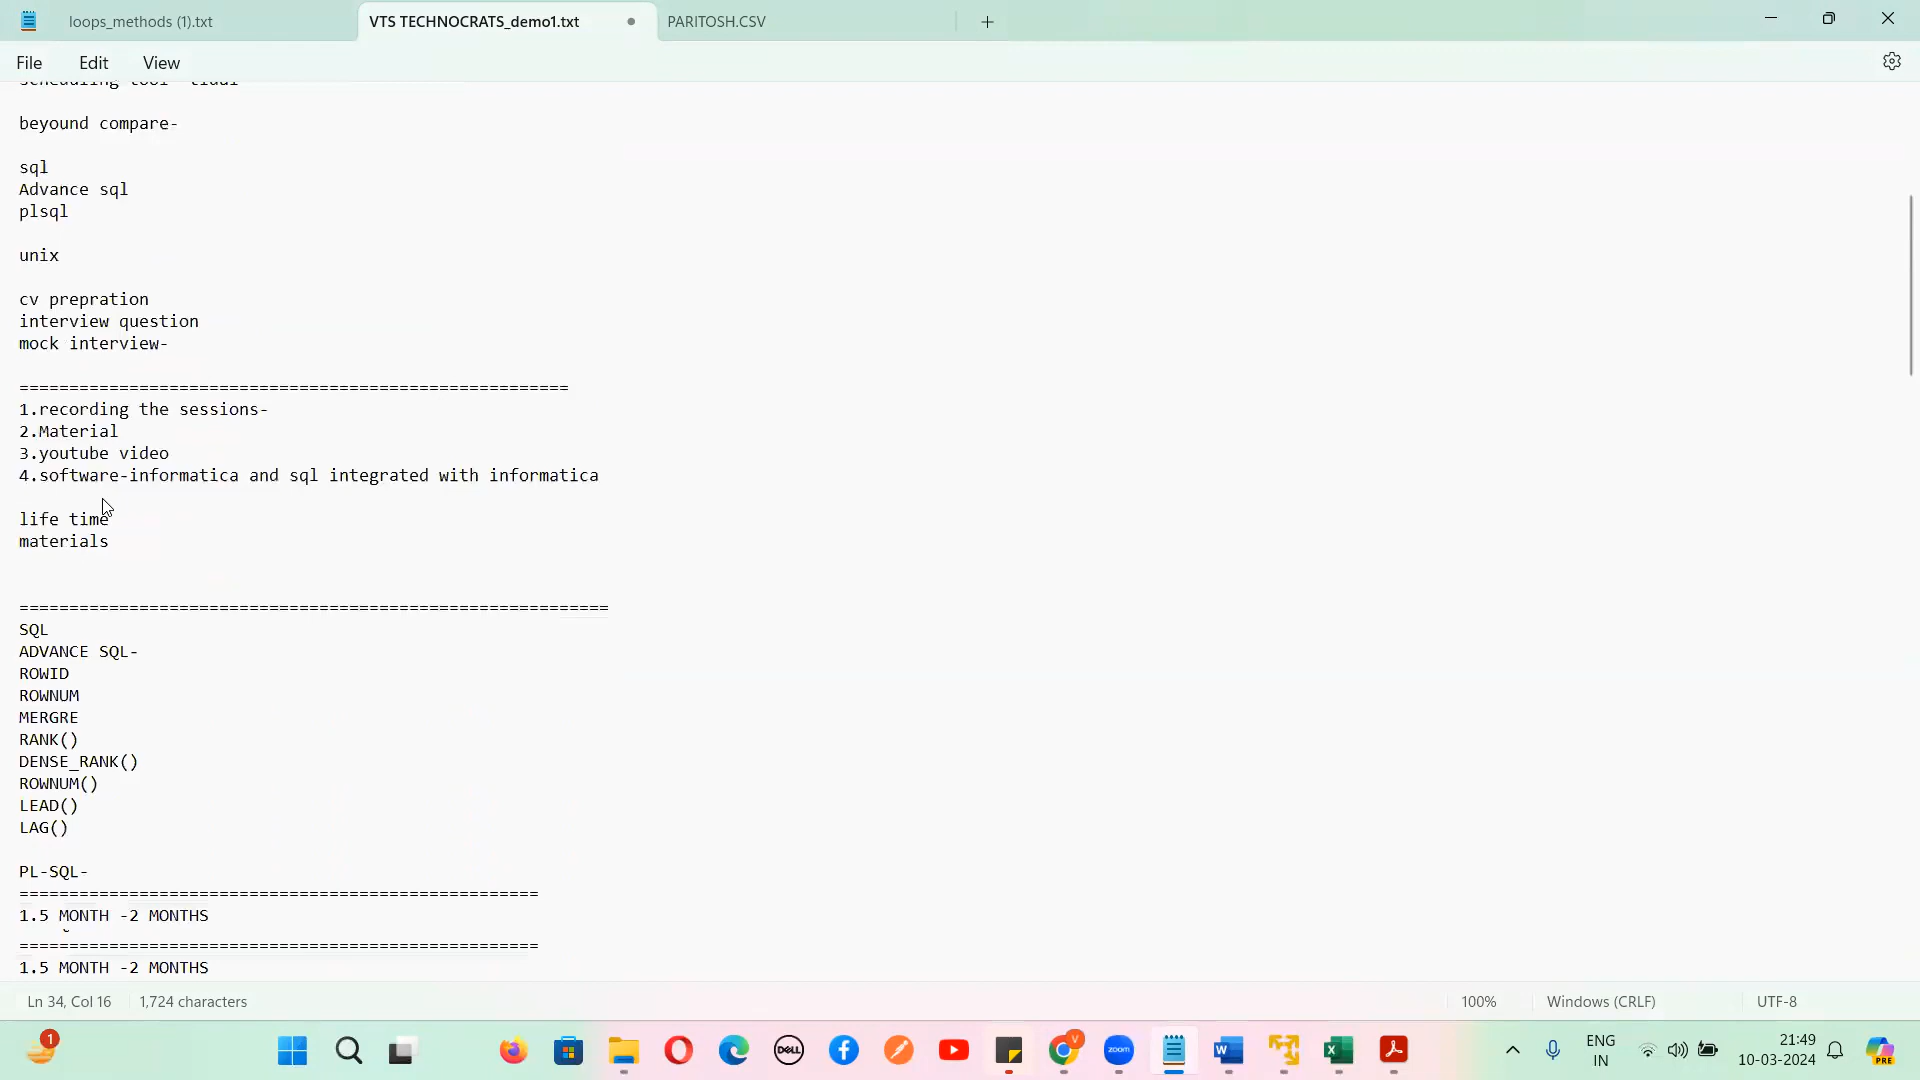 loops_methods (1).txt
VTS TECHNOCRATS_demo1.txt
PARITOSH.CSV
File
Edit
View
beyound compare-
sql
Advance sql
plsql
unix
cv prepration
interview question
mock interview-
=======================================================
1.recording the sessions-
2.Material
3.youtube video
4.software-informatica and sql integrated with informatica
life time
materials
===========================================================
SQL
ADVANCE SQL-
ROWID
ROWNUM
MERGRE
RANK()
DENSE_RANK()
ROWNUM()
LEAD()
LAG()
PL-SQL-
====================================================
1.5 MONTH -2 MONTHS
====================================================
1.5 MONTH -2 MONTHS
Ln 34, Col 16
1,724 characters
100%
Windows (CRLF)
UTF-8
1
DELL
V
zoom
ENG
IN
21:49
10-03-2024
PRE